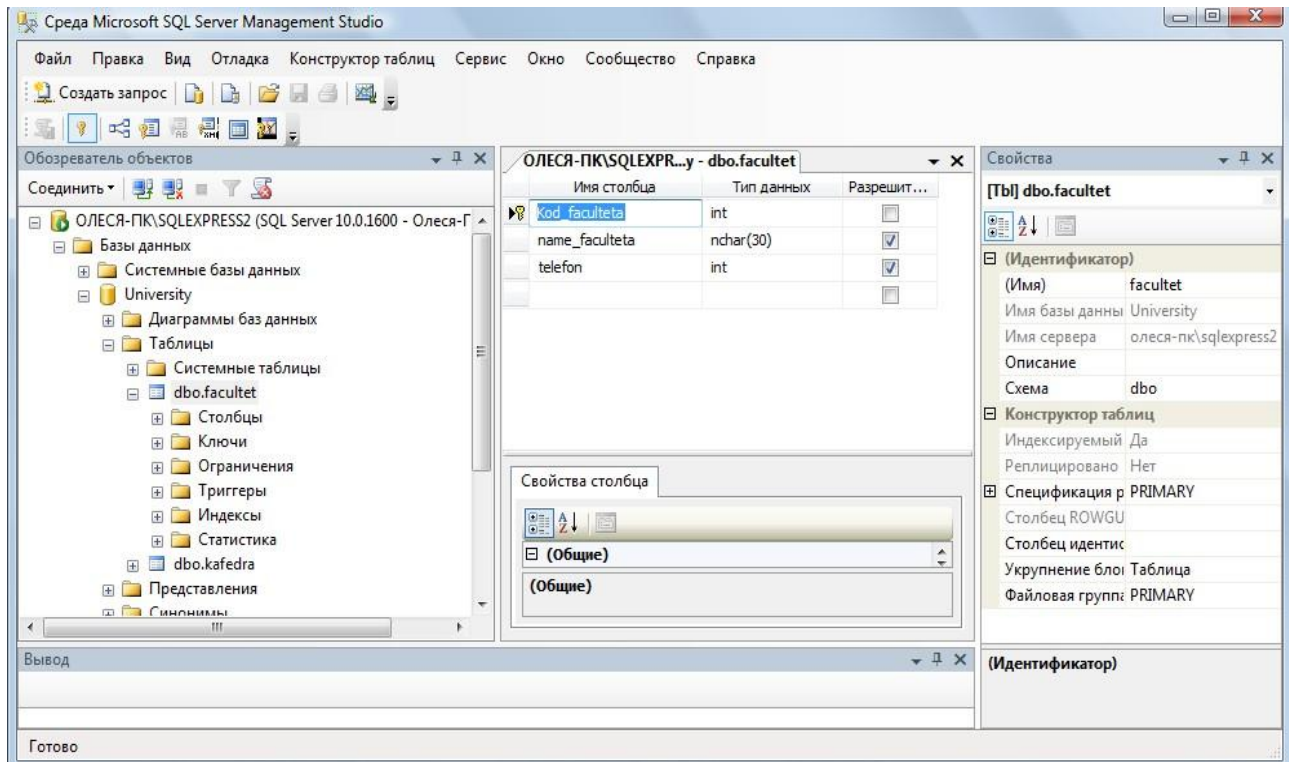 Среда Microsoft SQL Server Management Studio
Файл Правка Вид Отладка Конструктор таблиц Сервис Окно Сообщество Справка
Создать запрос
Обозреватель объектов
Соединить
ОЛЕСЯ-ПК\SQLEXPRESS2 (SQL Server 10.0.1600 - Олеся-Г
Базы данных
Системные базы данных
University
Диаграммы баз данных
Таблицы
Системные таблицы
dbo.facultet
Столбцы
Ключи
Ограничения
Триггеры
Индексы
Статистика
dbo.kafedra
Представления
Синонимы
ОЛЕСЯ-ПК\SQLEXPR...y - dbo.facultet
Имя столбца Тип данных Разрешит...
Kod_faculteta int
name_faculteta nchar(30)
telefon int
Свойства столбца
(Общие)
(Общие)
Свойства
[Tbl] dbo.facultet
(Идентификатор)
(Имя) facultet
Имя базы данны University
Имя сервера олеся-пк\sqlexpress2
Описание
Схема dbo
Конструктор таблиц
Индексируемый Да
Реплицировано Нет
Спецификация р PRIMARY
Столбец ROWGU
Столбец идентис
Укрупнение бло Таблица
Файловая группа PRIMARY
(Идентификатор)
Вывод
Готово